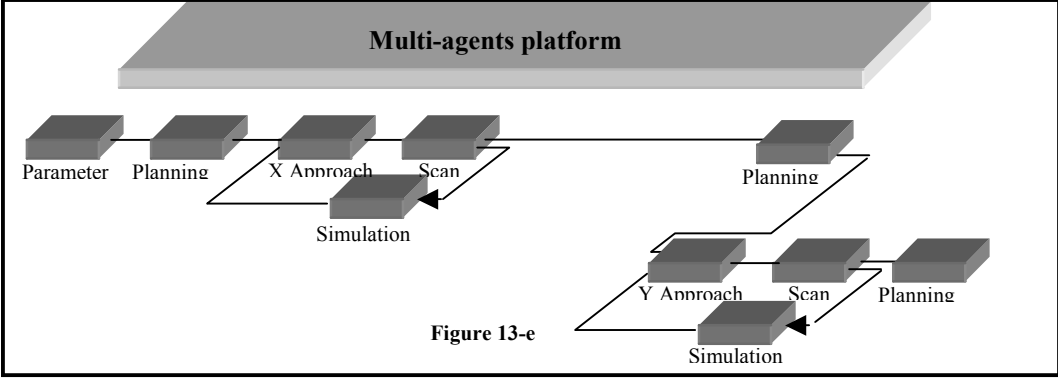 Multi-agents platform
Parameter Planning X Approach Scan
Planning
Simulation
Y Approach Scan Planning
Figure 13-e
Simulation